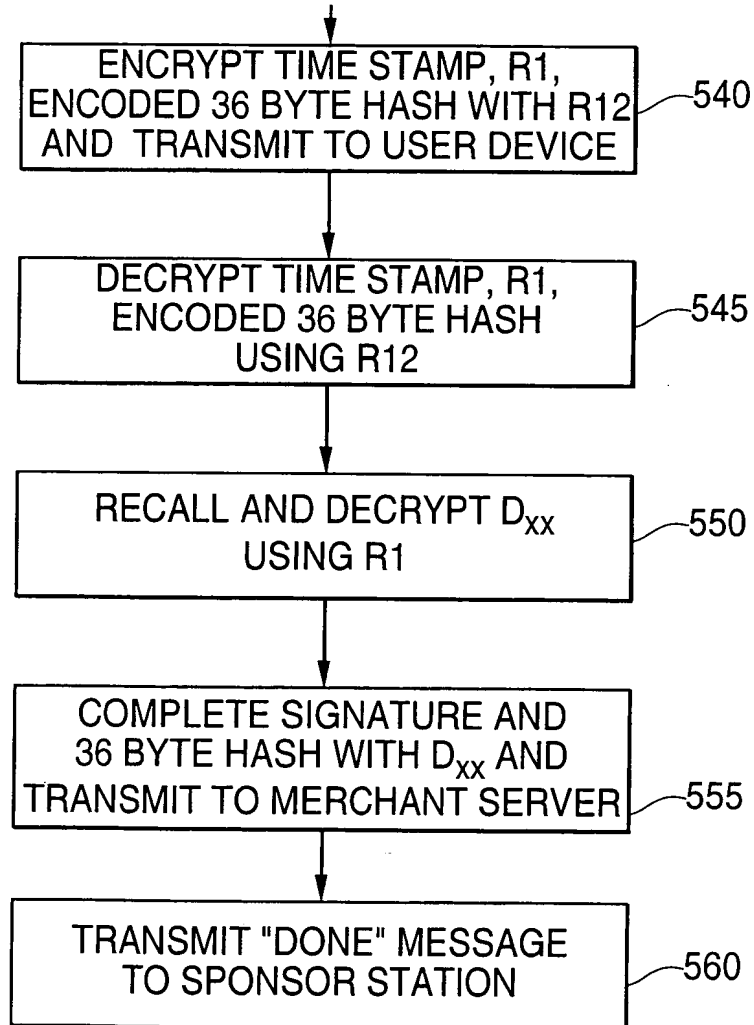 ENCRYPT TIME STAMP, R1,
ENCODED 36 BYTE HASH WITH R12
AND TRANSMIT TO USER DEVICE
540
DECRYPT TIME STAMP, R1,
ENCODED 36 BYTE HASH
USING R12
545
RECALL AND DECRYPT Dxx
USING R1
550
COMPLETE SIGNATURE AND
36 BYTE HASH WITH Dxx AND
TRANSMIT TO MERCHANT SERVER
555
TRANSMIT "DONE" MESSAGE
TO SPONSOR STATION
560